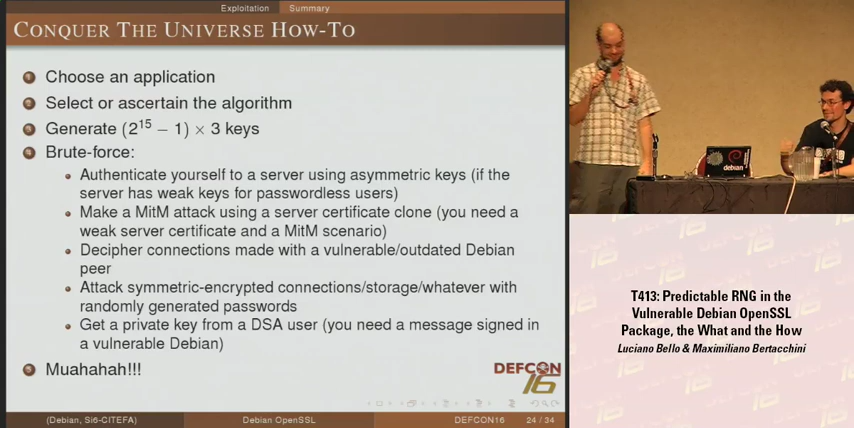 Exploitation Summary
CONQUER THE UNIVERSE HOW-TO
Choose an application
Select or ascertain the algorithm
Generate (2^15 − 1) × 3 keys
Brute-force:
Authenticate yourself to a server using asymmetric keys (if the
server has weak keys for passwordless users)
Make a MitM attack using a server certificate clone (you need a
weak server certificate and a MitM scenario)
Decipher connections made with a vulnerable/outdated Debian
peer
Attack symmetric-encrypted connections/storage/whatever with
randomly generated passwords
Get a private key from a DSA user (you need a message signed in
a vulnerable Debian)
Muahahah!!!
DEFCON
16
(Debian, Si6-CITEFA) Debian OpenSSL DEFCON16 24 / 34
debian
T413: Predictable RNG in the
Vulnerable Debian OpenSSL
Package, the What and the How
Luciano Bello & Maximiliano Bertacchini